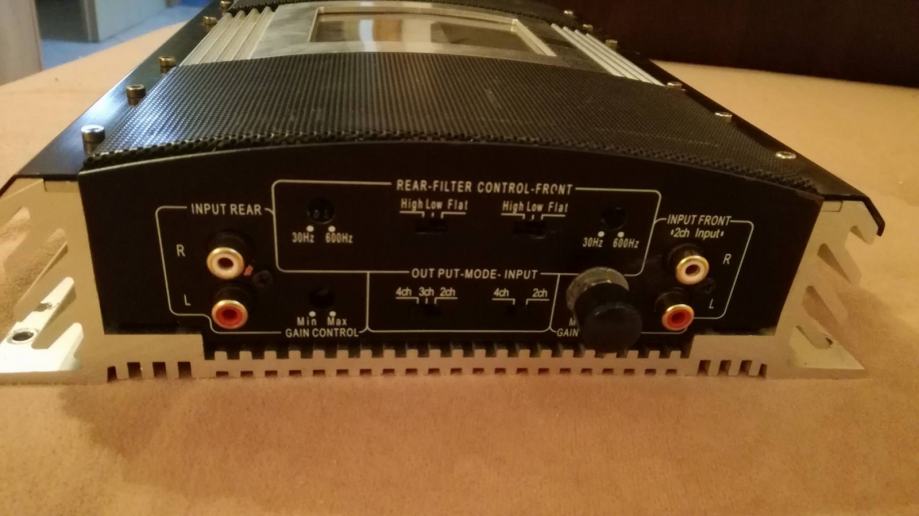 REAR-FILTER CONTROL-FRONT
High Low Flat
High Low Flat
30Hz 600Hz
30Hz 600Hz
INPUT REAR
R
L
INPUT FRONT
2ch Input
R
L
OUT PUT-MODE-INPUT
4ch 3ch 2ch
4ch 2ch
Min Max
GAIN CONTROL
M
GAIN